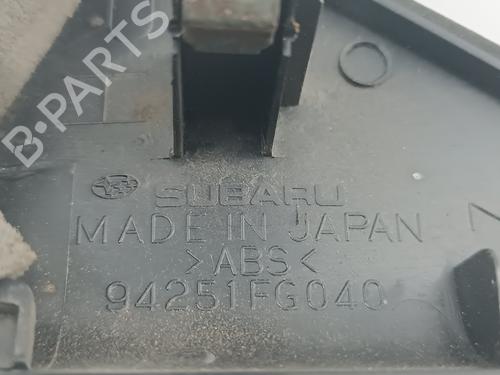 B-PARTS
SUBARU
MADE IN JAPAN
>ABS<
94251FG040